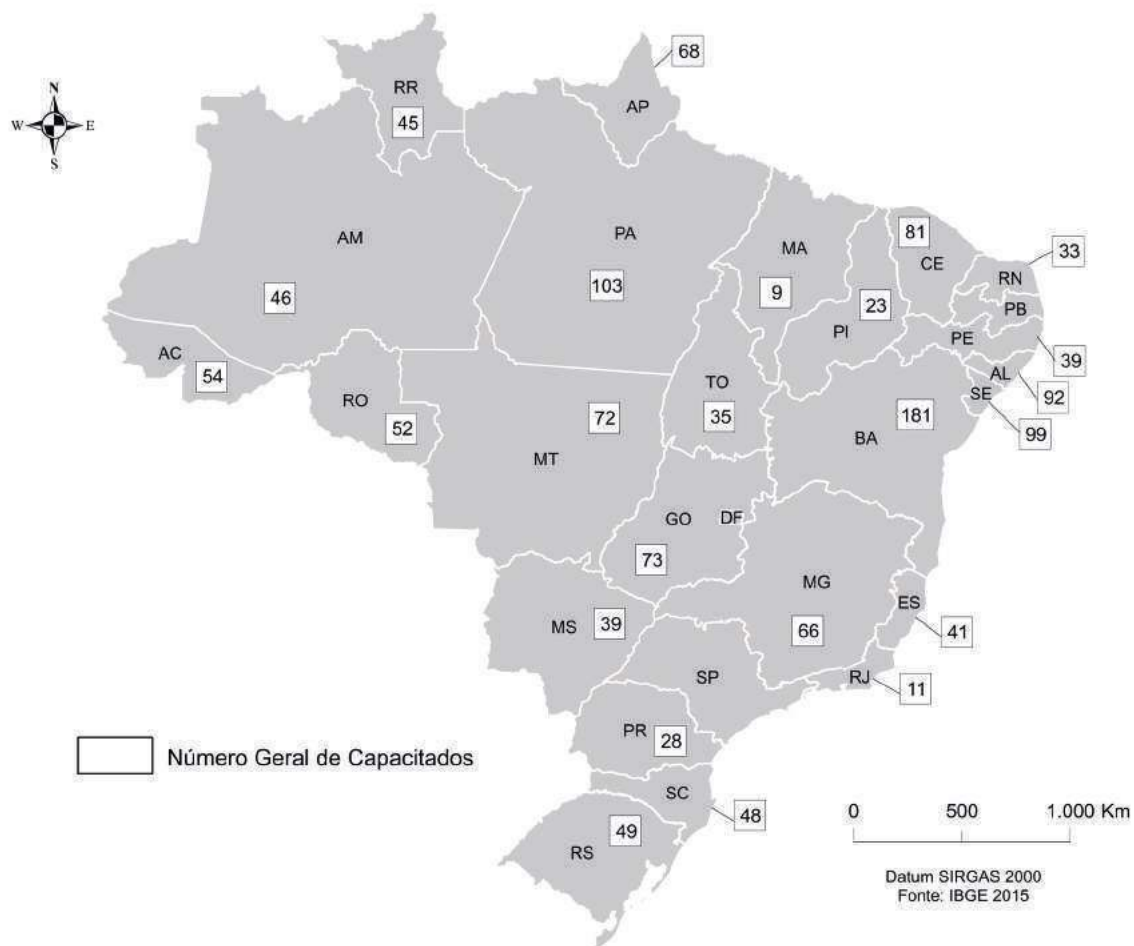 68
RR
N
AP
45
W
E
S
AM
PA
MA
81
CE
33
RN
PB
46
103
9
23
PI
PE
39
AC
54
RO
TO
AL
SE
92
52
72
35
181
99
MT
BA
GO
DF
73
MG
ES
MS
39
66
41
SP
RJ
11
PR
28
Número Geral de Capacitados
SC
48
0
500
1.000 Km
49
RS
Datum SIRGAS 2000
Fonte: IBGE 2015